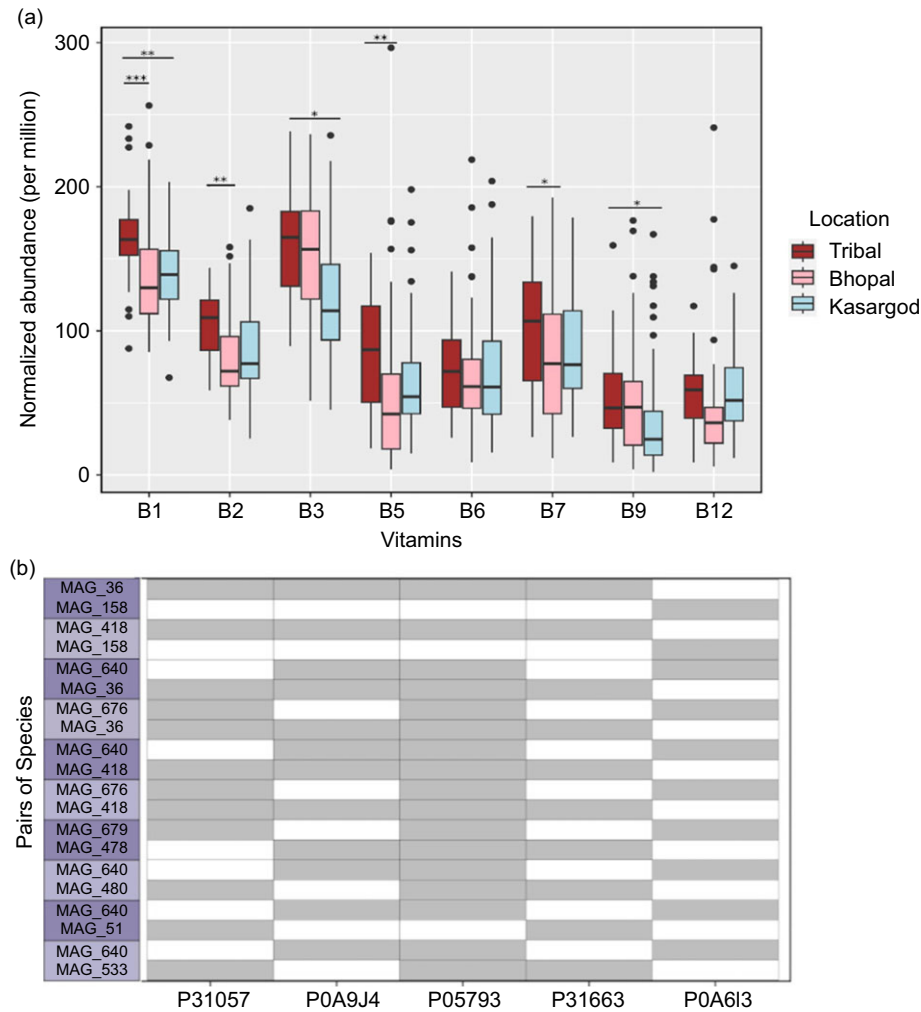 (a)
Normalized abundance (per million)
300
200
100
0
**
***
**
*
**
*
*
B1 B2 B3 B5 B6 B7 B9 B12
Vitamins
Location
Tribal
Bhopal
Kasargod
(b)
Pairs of Species
MAG_36
MAG_158
MAG_418
MAG_158
MAG_640
MAG_36
MAG_676
MAG_36
MAG_640
MAG_418
MAG_676
MAG_418
MAG_679
MAG_478
MAG_640
MAG_480
MAG_640
MAG_51
MAG_640
MAG_533
P31057 P0A9J4 P05793 P31663 P0A6I3